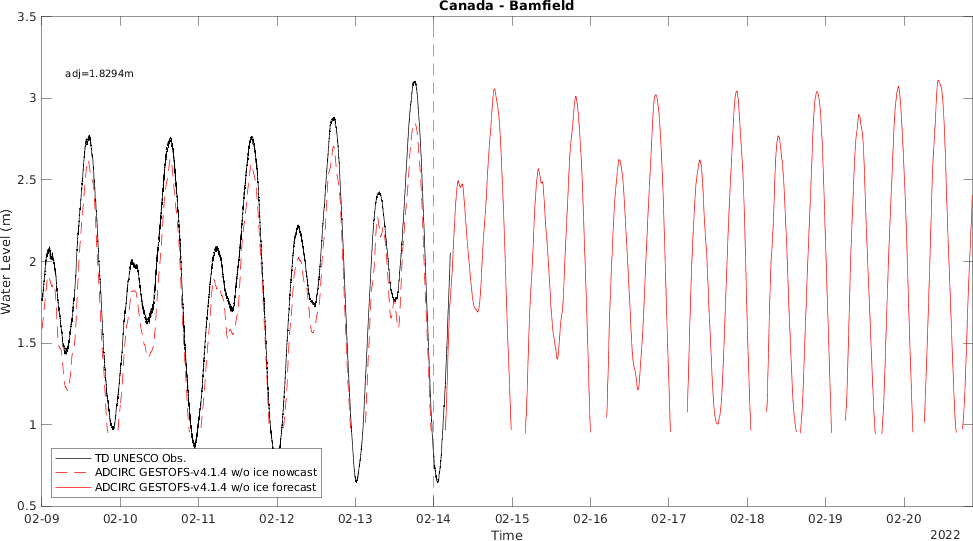 Canada - Bamfield
3.5
adj=1.8294m
3
2.5
2
1.5
1
0.5
Water Level (m)
TD UNESCO Obs.
ADCIRC GESTOFS-v4.1.4 w/o ice nowcast
ADCIRC GESTOFS-v4.1.4 w/o ice forecast
02-09 02-10 02-11 02-12 02-13 02-14 02-15 02-16 02-17 02-18 02-19 02-20
Time
2022